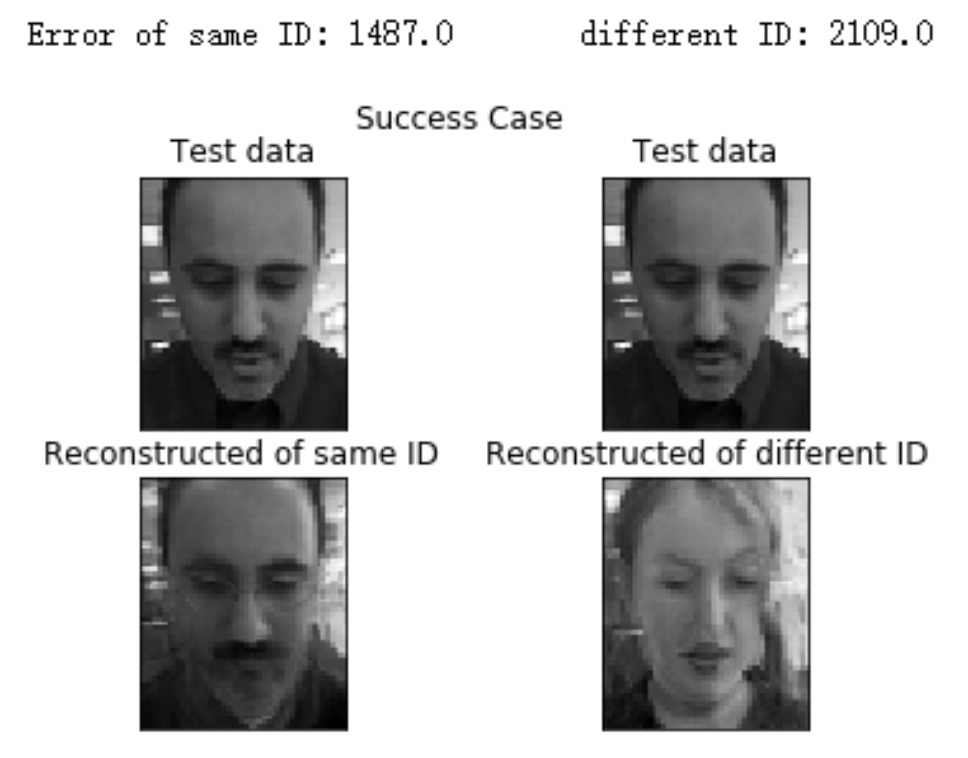 Error of same ID: 1487.0 different ID: 2109.0
Success Case
Test data Test data
Reconstructed of same ID Reconstructed of different ID